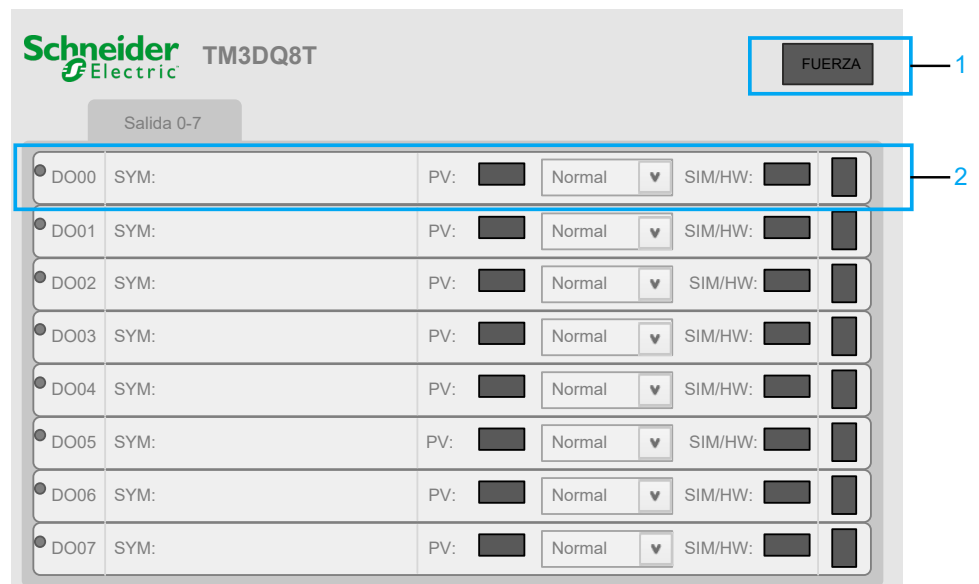 Schneider Electric TM3DQ8T
FUERZA 1
Salida 0-7
DO00 SYM: PV: Normal SIM/HW: 2
DO01 SYM: PV: Normal SIM/HW:
DO02 SYM: PV: Normal SIM/HW:
DO03 SYM: PV: Normal SIM/HW:
DO04 SYM: PV: Normal SIM/HW:
DO05 SYM: PV: Normal SIM/HW:
DO06 SYM: PV: Normal SIM/HW:
DO07 SYM: PV: Normal SIM/HW: